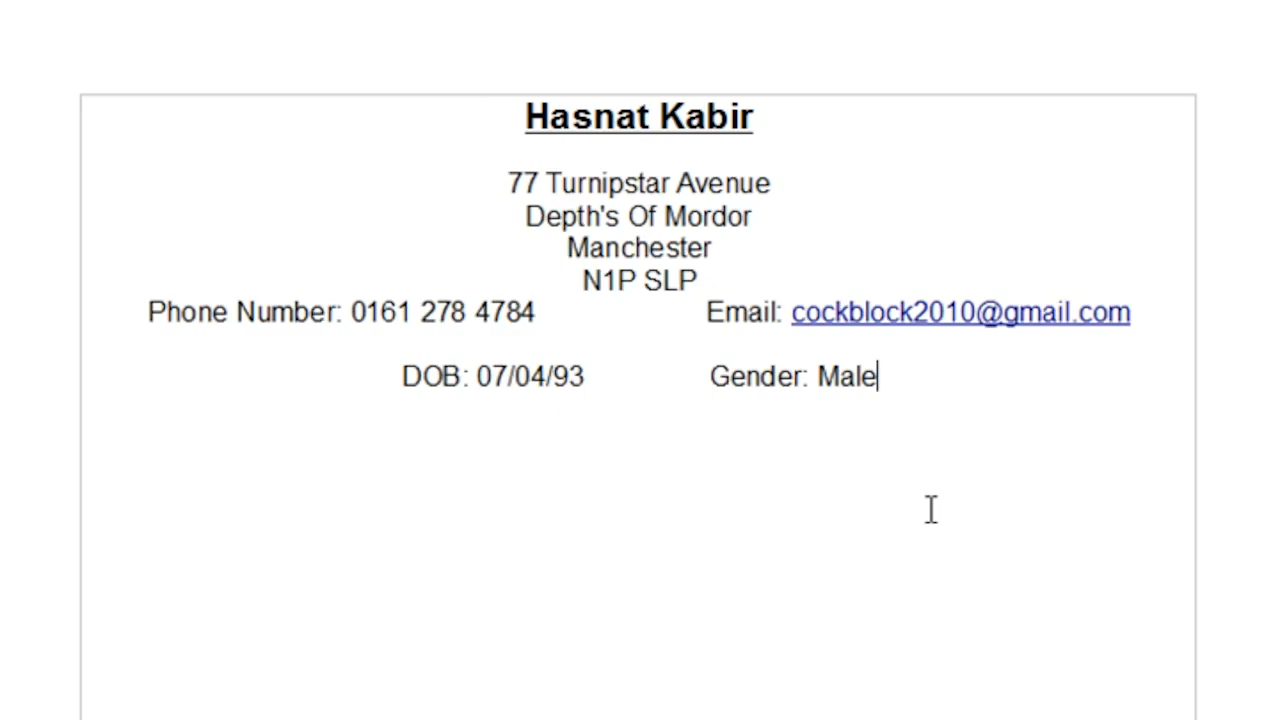 Hasnat Kabir
77 Turnipstar Avenue
Depth's Of Mordor
Manchester
N1P SLP
Phone Number: 0161 278 4784 Email: cockblock2010@gmail.com
DOB: 07/04/93 Gender: Male